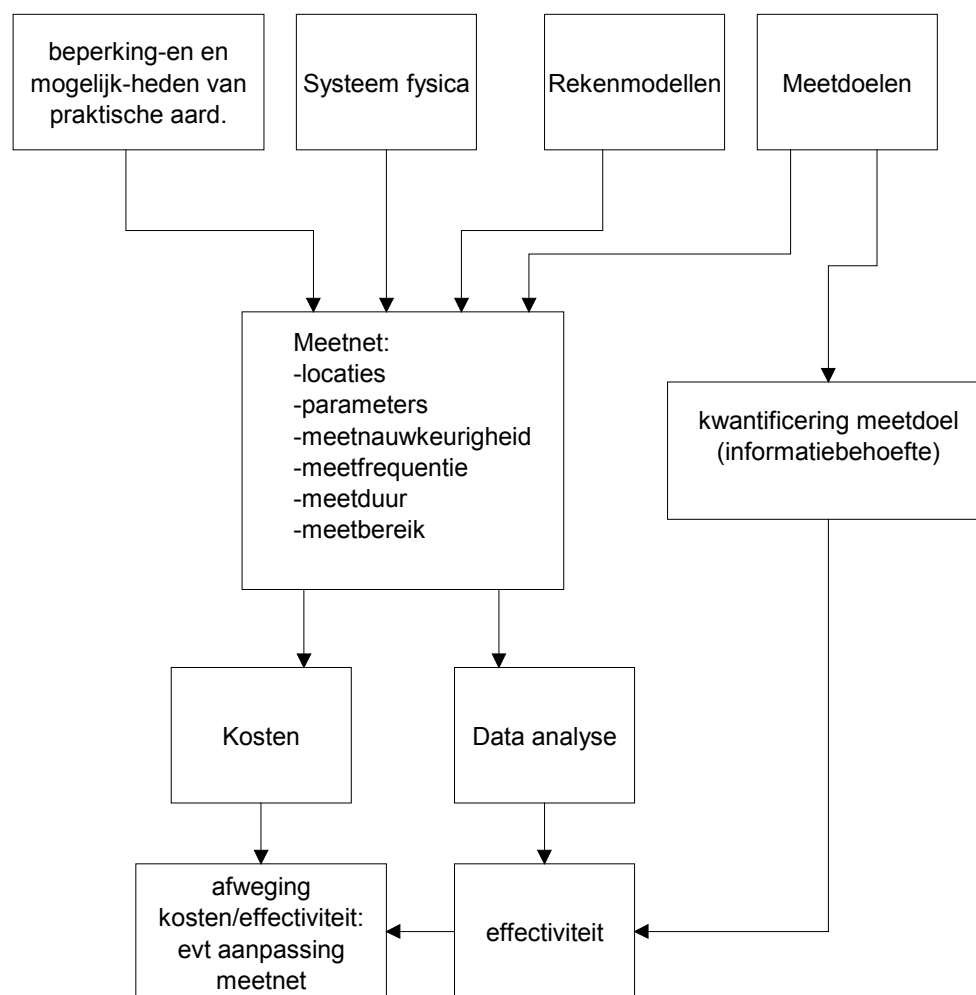 beperking-en en
mogelijk-heden van
praktische aard.
Systeem fysica
Rekenmodellen
Meetdoelen
Meetnet:
-locaties
-parameters
-meetnauwkeurigheid
-meetfrequentie
-meetduur
-meetbereik
kwantificering meetdoel
(informatiebehoefte)
Kosten
Data analyse
afweging
kosten/effectiviteit:
evt aanpassing
meetnet
effectiviteit